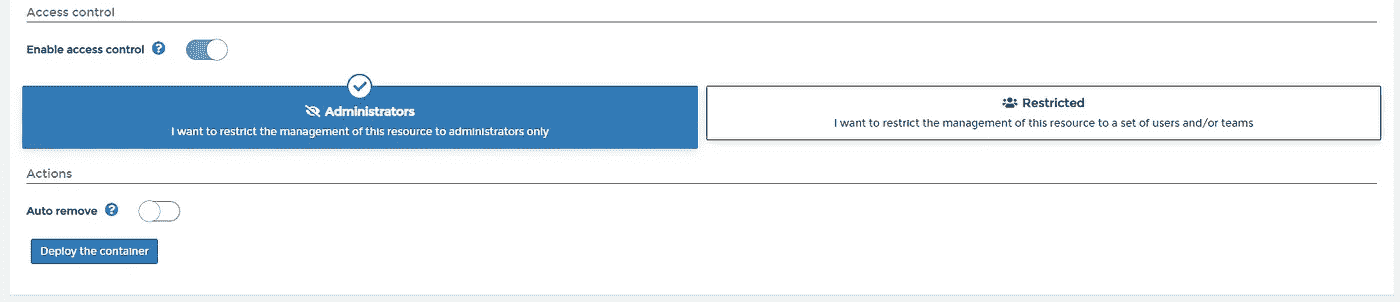 Access control
Enable access control
Administrators
I want to restrict the management of this resource to administrators only
Restricted
I want to restrict the management of this resource to a set of users and/or teams
Actions
Auto remove
Deploy the container